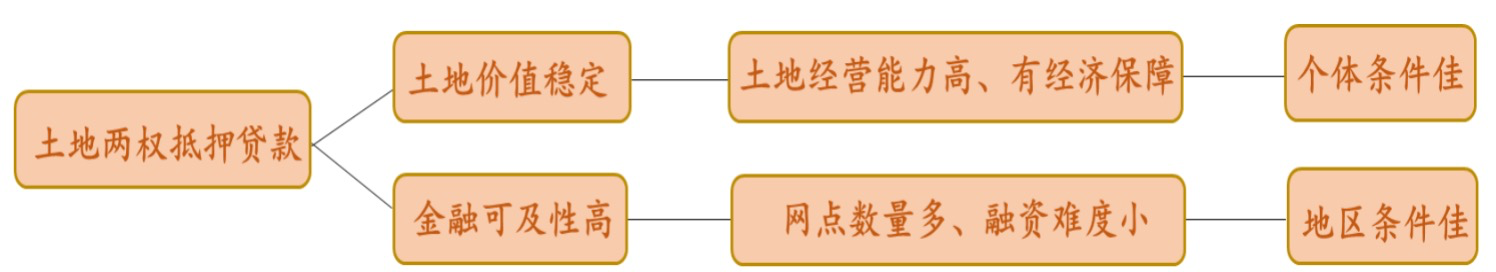 土地两权抵押贷款
土地价值稳定
土地经营能力高、有经济保障
个体条件佳
金融可及性高
网点数量多、融资难度小
地区条件佳